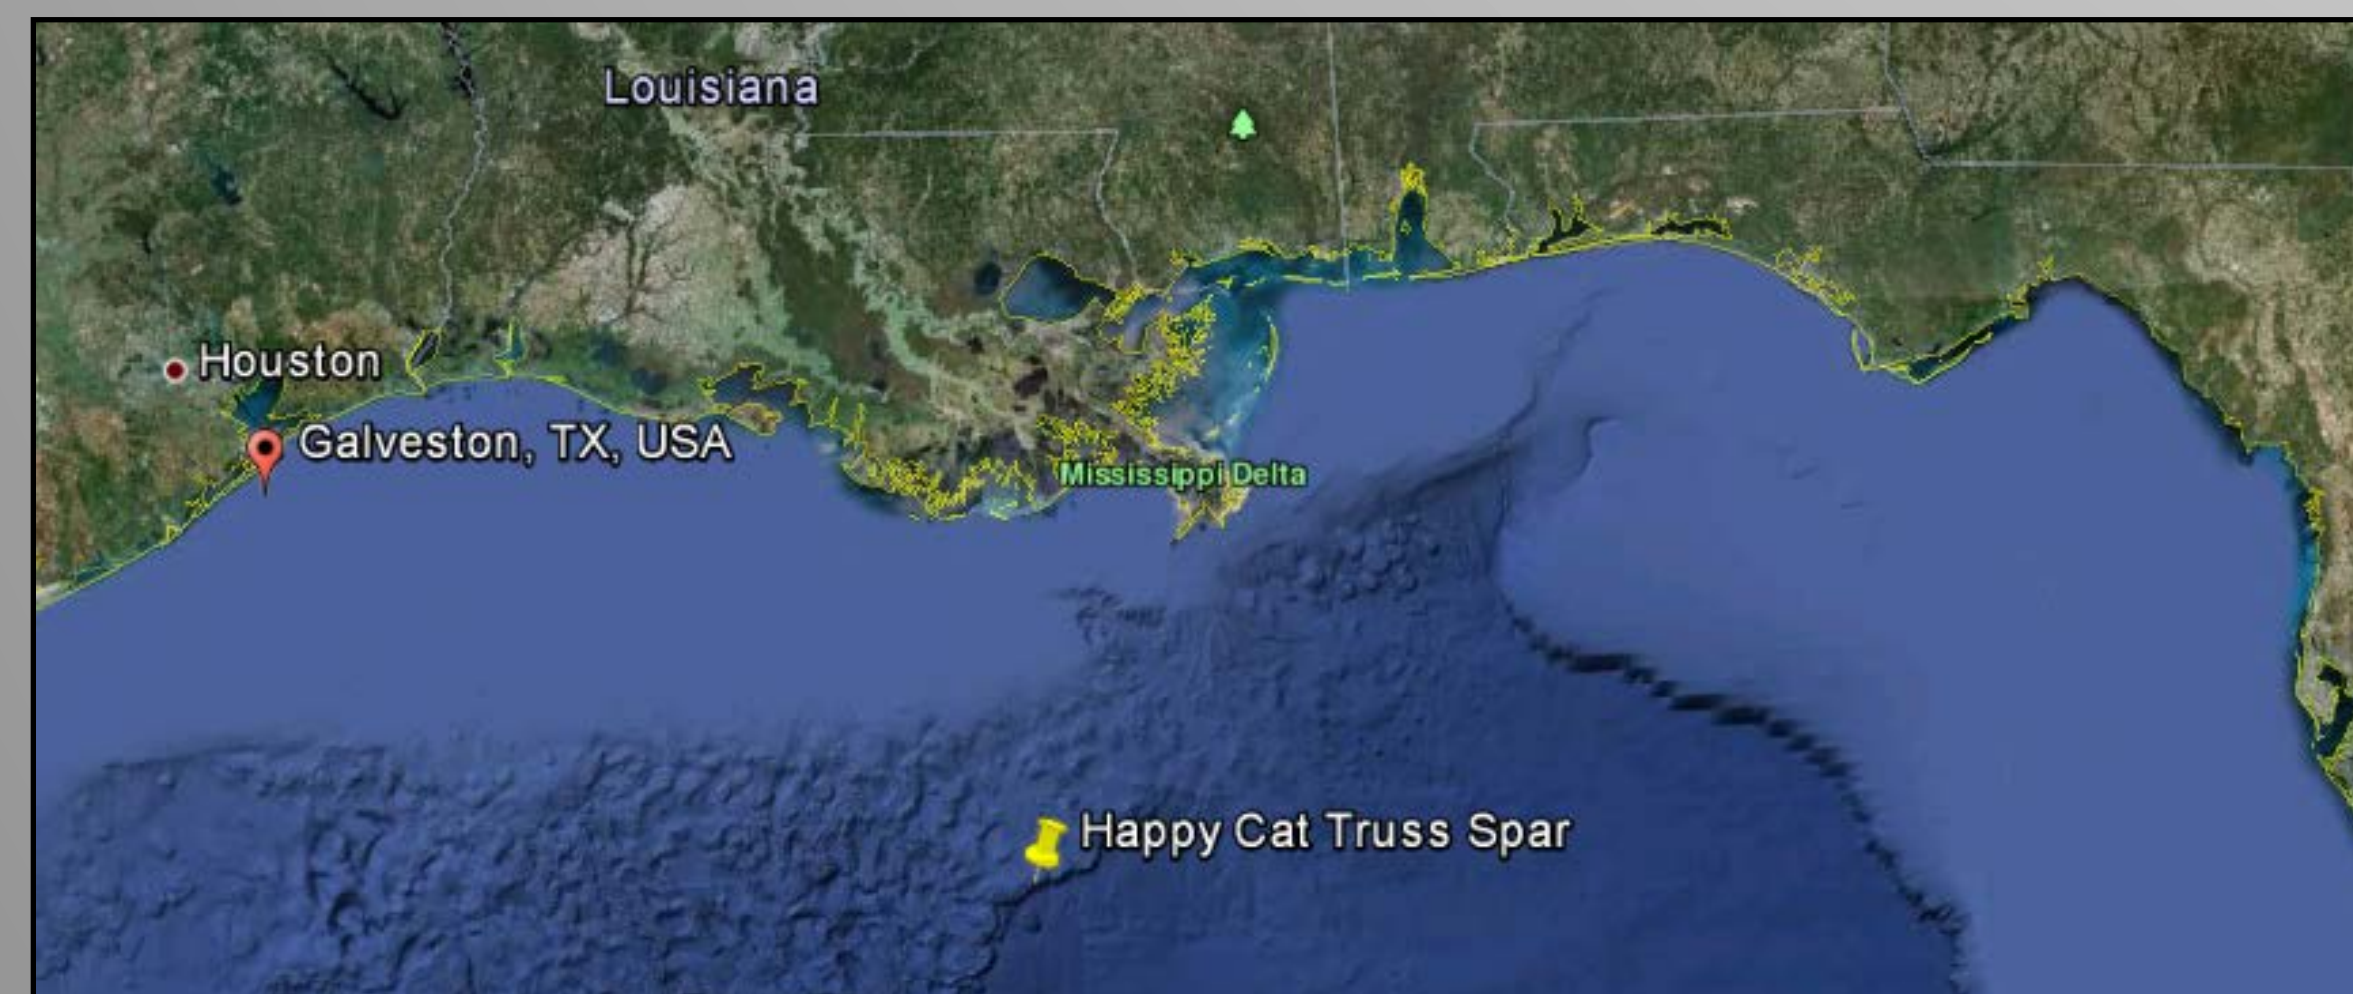 Louisiana
Houston
Galveston, TX, USA
Mississippi Delta
Happy Cat Truss Spar